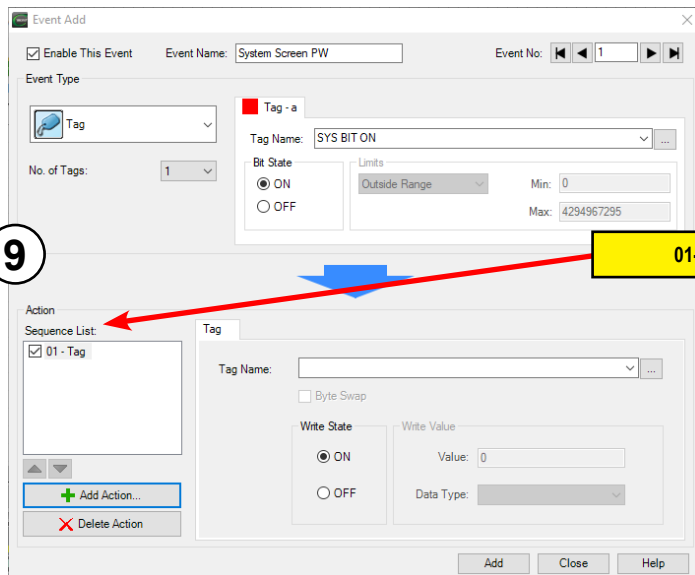 Event Add
Enable This Event Event Name: System Screen PW Event No: 1
Event Type
Tag
No. of Tags: 1
Tag - a
Tag Name: SYS BIT ON ...
Bit State
ON
OFF
Limits
Outside Range
Min: 0
Max: 4294967295
9
01-
Action
Sequence List:
01 - Tag
Add Action...
Delete Action
Tag
Tag Name: ...
Byte Swap
Write State
ON
OFF
Write Value
Value: 0
Data Type:
Add Close Help